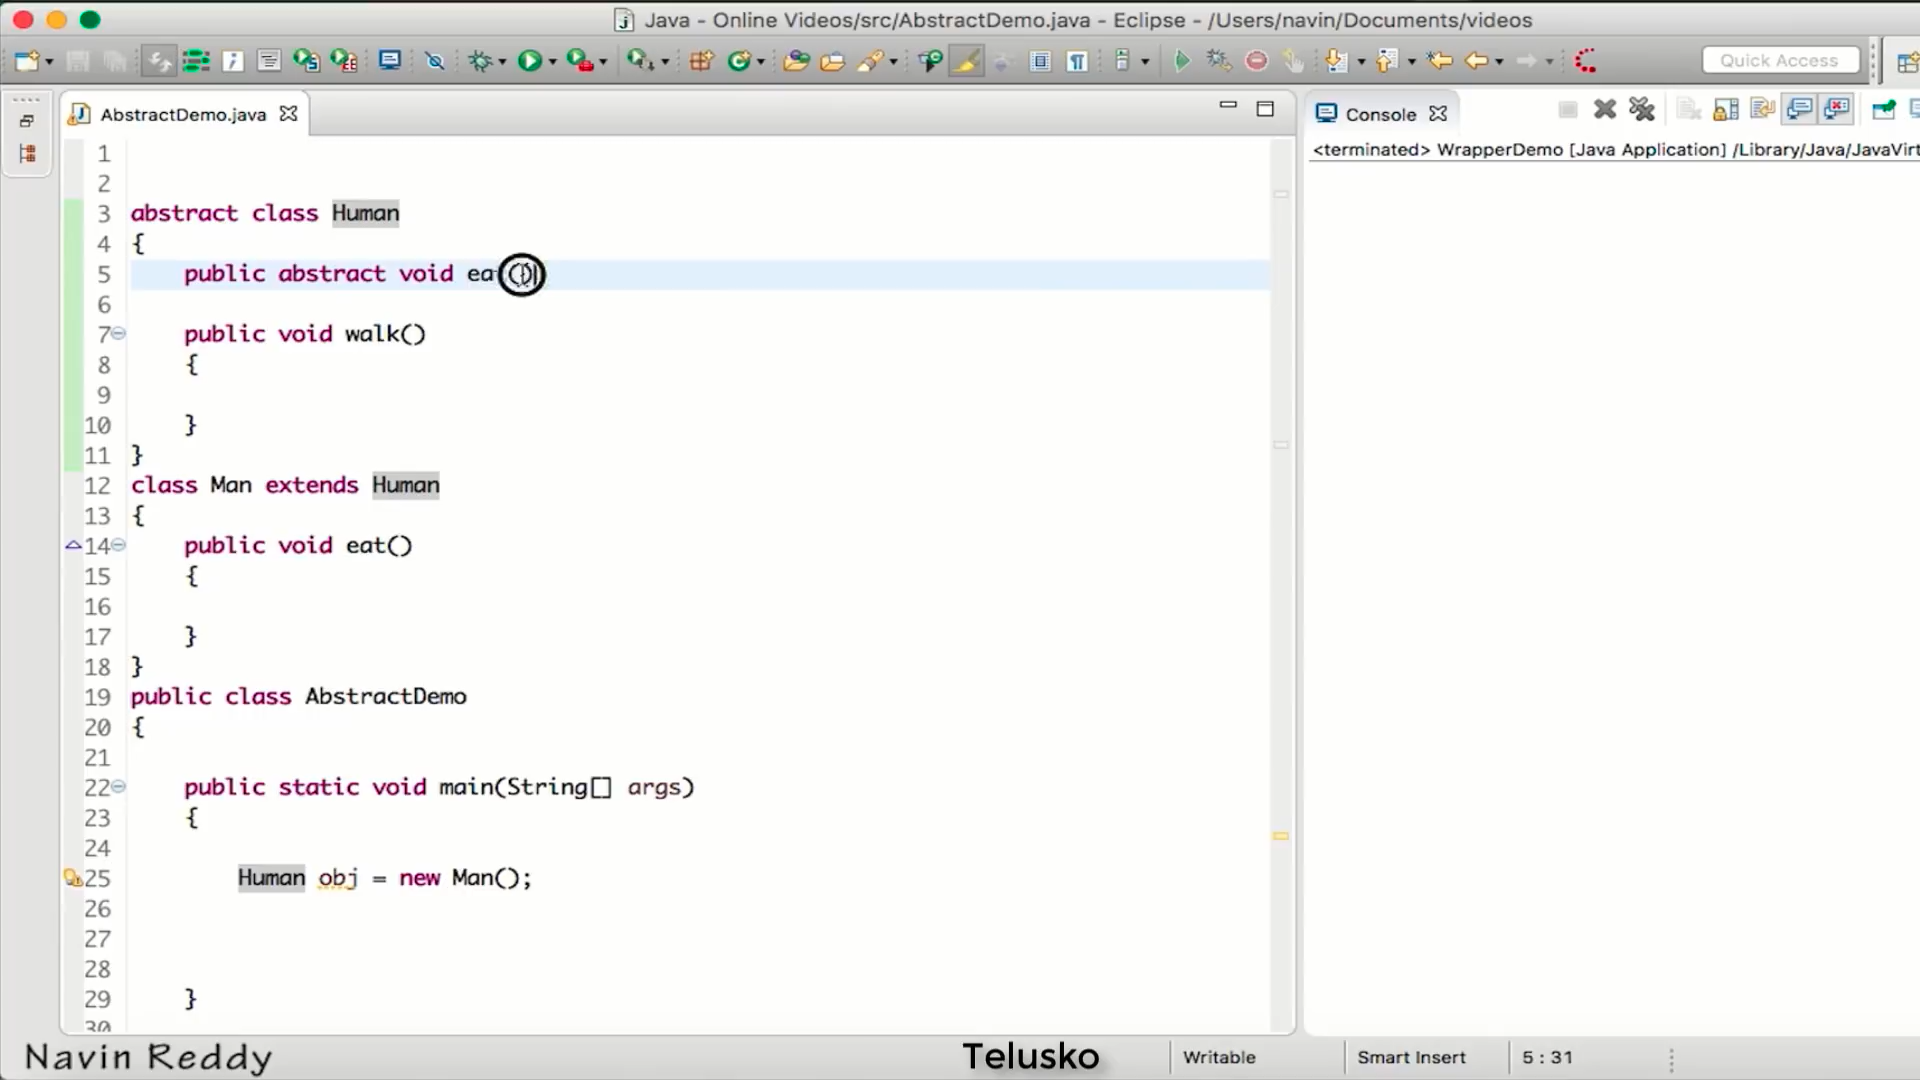 Java - Online Videos/src/AbstractDemo.java - Eclipse - /Users/navin/Documents/videos
Quick Access
AbstractDemo.java
Console
<terminated> WrapperDemo [Java Application] /Library/Java/JavaVirt
1
2
3 abstract class Human
4 {
5 public abstract void ea()
6
7 public void walk()
8 {
9
10 }
11 }
12 class Man extends Human
13 {
14 public void eat()
15 {
16
17 }
18 }
19 public class AbstractDemo
20 {
21
22 public static void main(String[] args)
23 {
24
25 Human obj = new Man();
26
27
28
29 }
30
Navin Reddy
Telusko
Writable
Smart Insert
5 : 31